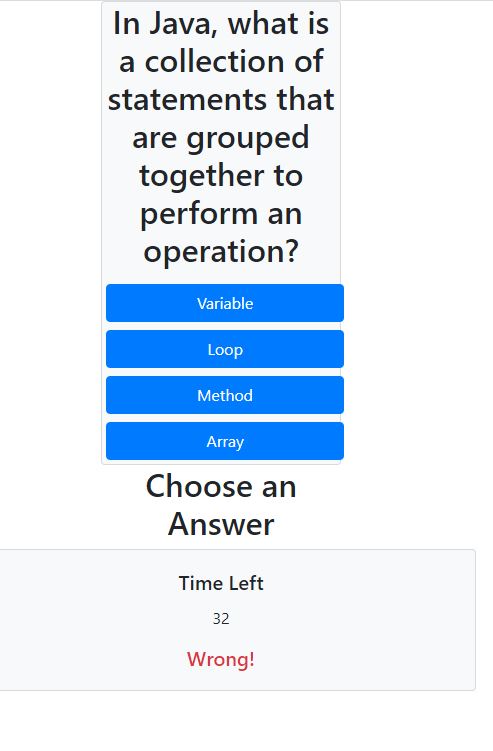 In Java, what is
a collection of
statements that
are grouped
together to
perform an
operation?
Variable
Loop
Method
Array
Choose an
Answer
Time Left
32
Wrong!